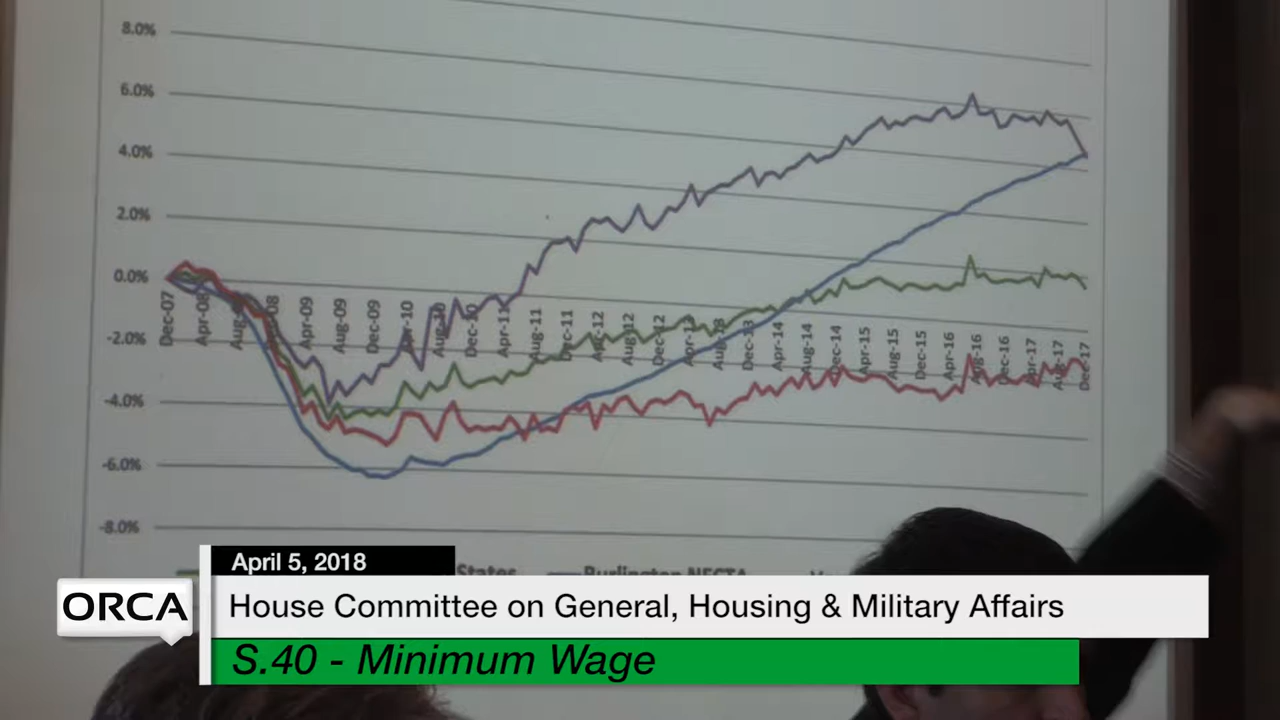 8.0%
6.0%
4.0%
2.0%
0.0%
-2.0%
-4.0%
-6.0%
-8.0%
Dec-07
Apr-08
Apr-09
Aug-09
Dec-09
Apr-10
Aug-10
Dec-10
Apr-11
Aug-11
Dec-11
Apr-12
Aug-12
Dec-12
Apr-13
Aug-13
Dec-13
Apr-14
Aug-14
Dec-14
Apr-15
Aug-15
Dec-15
Apr-16
Aug-16
Dec-16
Apr-17
Aug-17
Dec-17
States Burlington NECTA
April 5, 2018
ORCA
House Committee on General, Housing & Military Affairs
S.40 - Minimum Wage